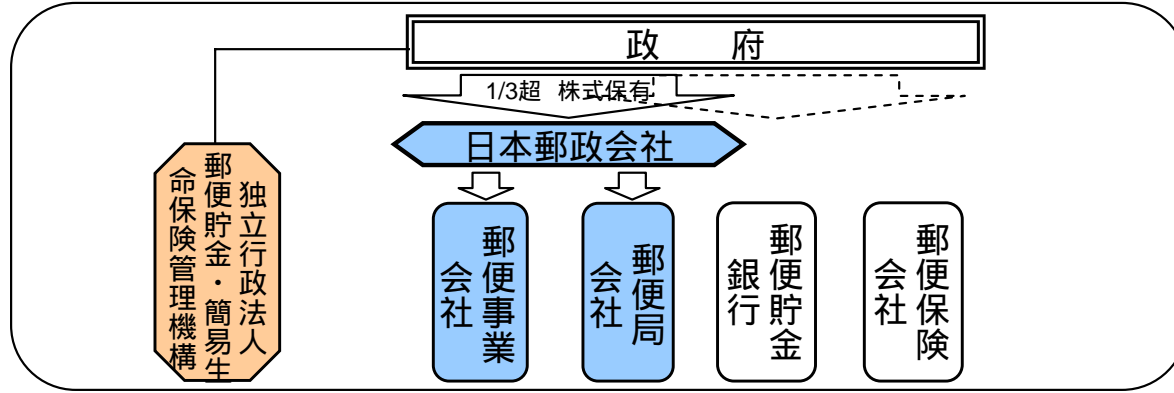 政　府
1/3超 株式保有
日本郵政会社
独立行政法人
郵便貯金・簡易生
命保険管理機構
郵便事業
会社
郵便局
会社
郵便貯金
銀行
郵便保険
会社